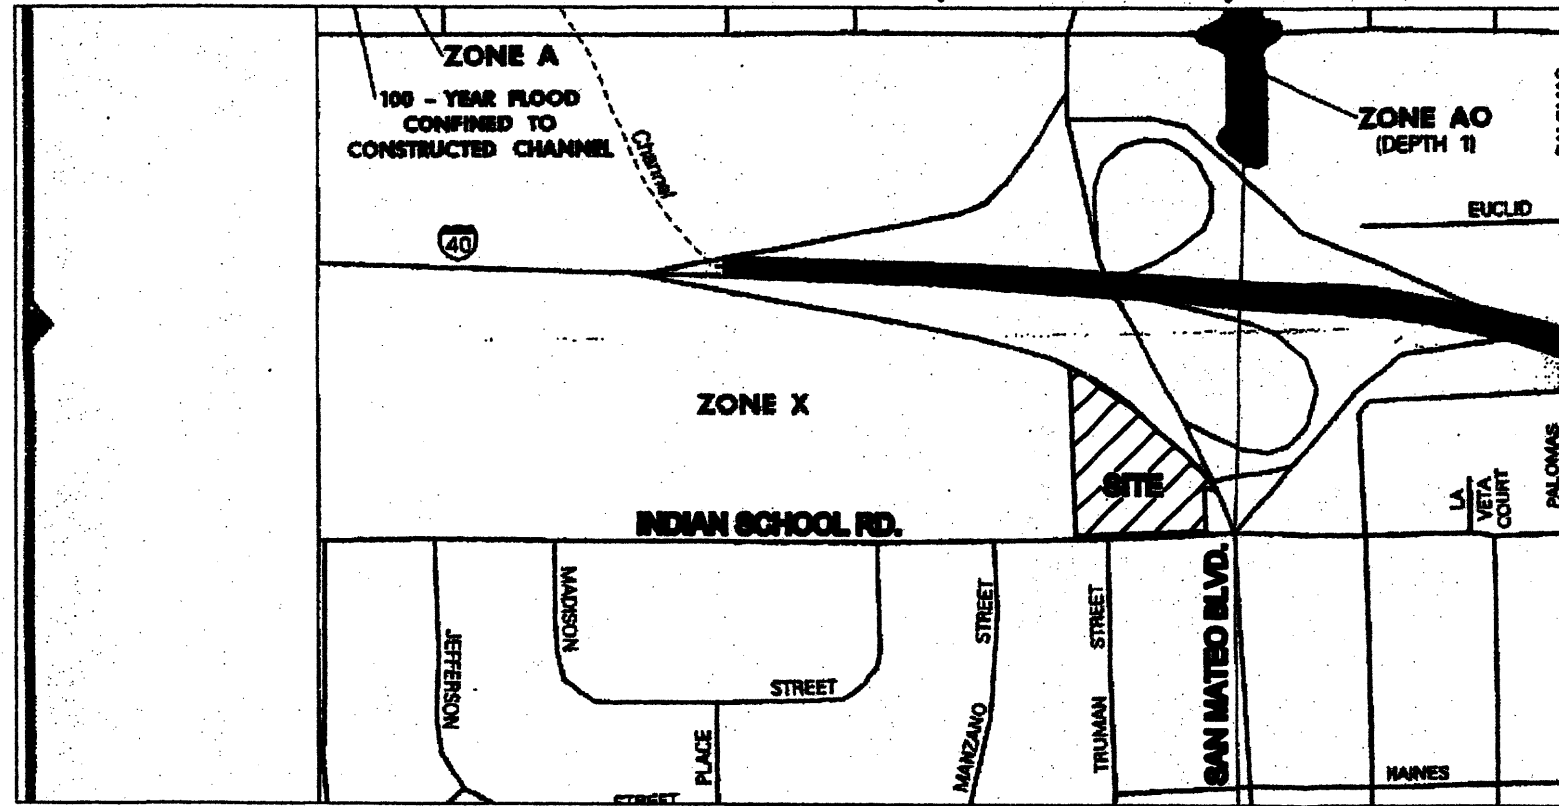 ZONE A
100 - YEAR FLOOD
CONFINED TO
CONSTRUCTED CHANNEL
Channel
ZONE AO
(DEPTH 1)
EUCLID
40
ZONE X
SITE
LA
VETA
COURT
PALOMAS
INDIAN SCHOOL RD.
MADISON
STREET
STREET
SAN MATEO BLVD.
JEFFERSON
STREET
PLACE
MANZANO
TRUMAN
HAINES
STREET